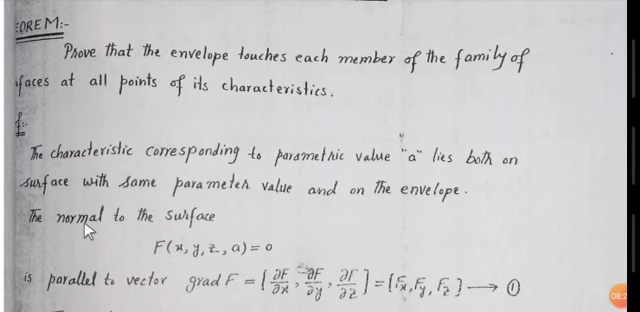 EOREM:-
Prove that the envelope touches each member of the family of
faces at all points of its characteristics.
f:-
The characteristic corresponding to parametric value "a" lies both on
surface with same parameter value and on the envelope.
The normal to the surface
F(x, y, z, a) = 0
is parallel to vector grad F = [∂F/∂x, ∂F/∂y, ∂F/∂z] = [Fx, Fy, Fz] → ①